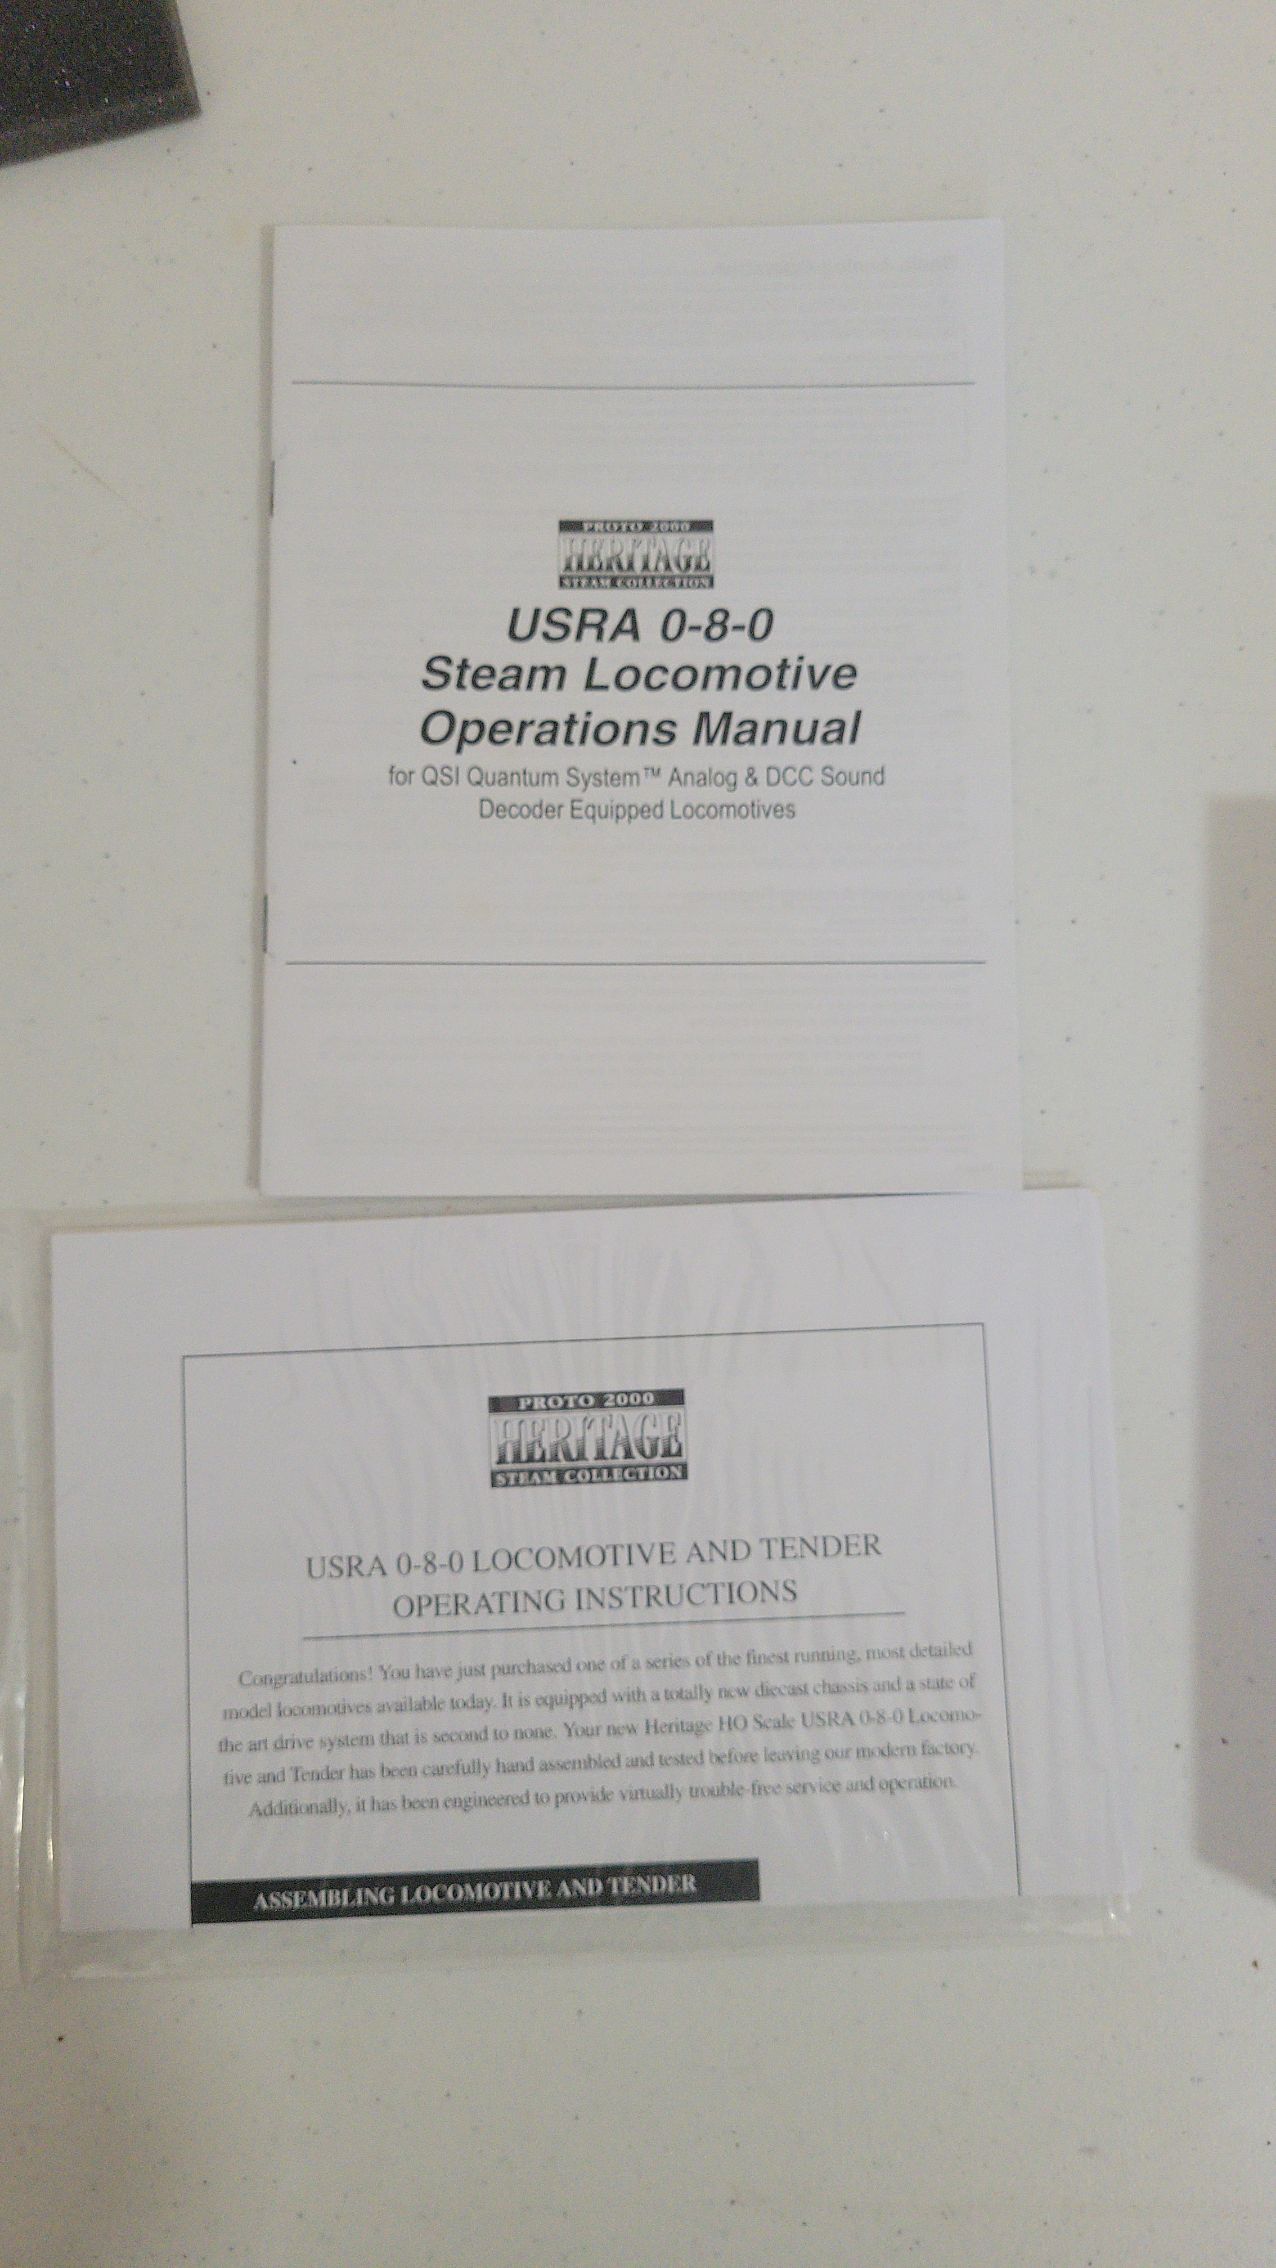 PROTO 2000
HERITAGE
STEAM COLLECTION
USRA 0-8-0
Steam Locomotive
Operations Manual
for QSI Quantum System™ Analog & DCC Sound
Decoder Equipped Locomotives
PROTO 2000
HERITAGE
STEAM COLLECTION
USRA 0-8-0 LOCOMOTIVE AND TENDER
OPERATING INSTRUCTIONS
Congratulations! You have just purchased one of a series of the finest running, most detailed
model locomotives available today. It is equipped with a totally new diecast chassis and a state of
the art drive system that is second to none. Your new Heritage HO Scale USRA 0-8-0 Locomo-
tive and Tender has been carefully hand assembled and tested before leaving our modern factory.
Additionally, it has been engineered to provide virtually trouble-free service and operation.
ASSEMBLING LOCOMOTIVE AND TENDER